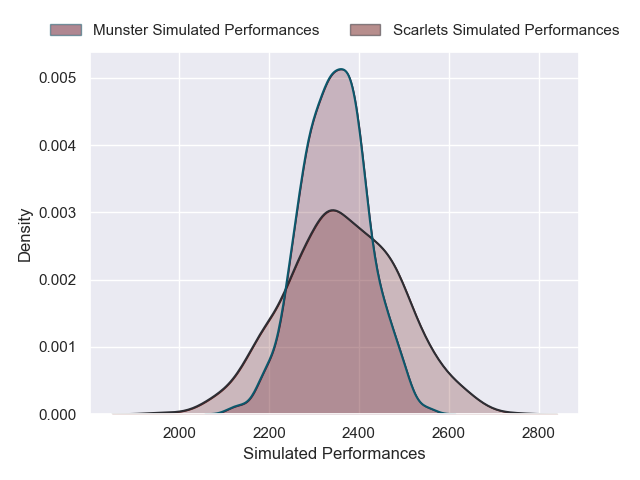 Munster Simulated Performances Scarlets Simulated Performances
0.005
0.004
0.003
0.002
0.001
0.000
Density
2000 2200 2400 2600 2800
Simulated Performances